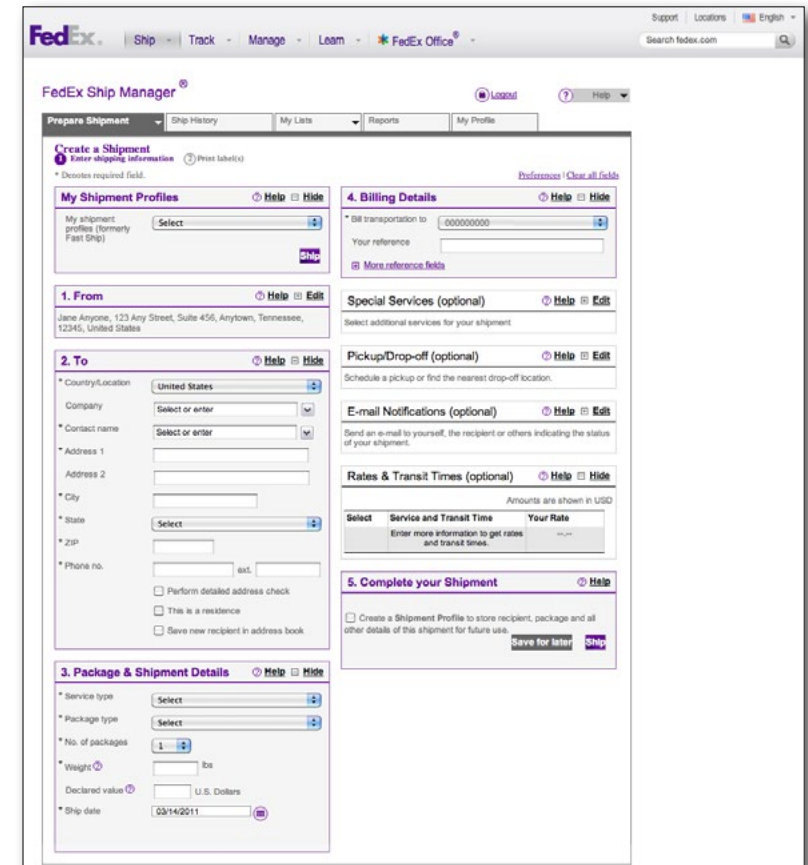 Support Locations English
FedEx. Ship Track Manage Learn FedEx Office® Search fedex.com
FedEx Ship Manager ®
Logout ? Help
Prepare Shipment Ship History My Lists Reports My Profile
Create a Shipment
1 Enter shipping information 2 Print label(s)
* Denotes required field.
Preferences | Clear all fields
My Shipment Profiles ? Help Hide
My shipment
profiles (formerly
Fast Ship)
Select
Ship
1. From ? Help Edit
Jane Anyone, 123 Any Street, Suite 456, Anytown, Tennessee,
12345, United States
2. To ? Help Hide
* Country/Location United States
Company Select or enter
* Contact name Select or enter
* Address 1
Address 2
* City
* State Select
* ZIP
* Phone no. ext.
Perform detailed address check
This is a residence
Save new recipient in address book
3. Package & Shipment Details ? Help Hide
* Service type Select
* Package type Select
* No. of packages 1
* Weight ? lbs
Declared value ? U.S. Dollars
* Ship date 03/14/2011
4. Billing Details ? Help Hide
* Bill transportation to 000000000
Your reference
More reference fields
Special Services (optional) ? Help Edit
Select additional services for your shipment
Pickup/Drop-off (optional) ? Help Edit
Schedule a pickup or find the nearest drop-off location.
E-mail Notifications (optional) ? Help Edit
Send an e-mail to yourself, the recipient or others indicating the status
of your shipment.
Rates & Transit Times (optional) ? Help Hide
Amounts are shown in USD
Select Service and Transit Time Your Rate
Enter more information to get rates --.--
and transit times.
5. Complete your Shipment ? Help
Create a Shipment Profile to store recipient, package and all
other details of this shipment for future use.
Save for later Ship